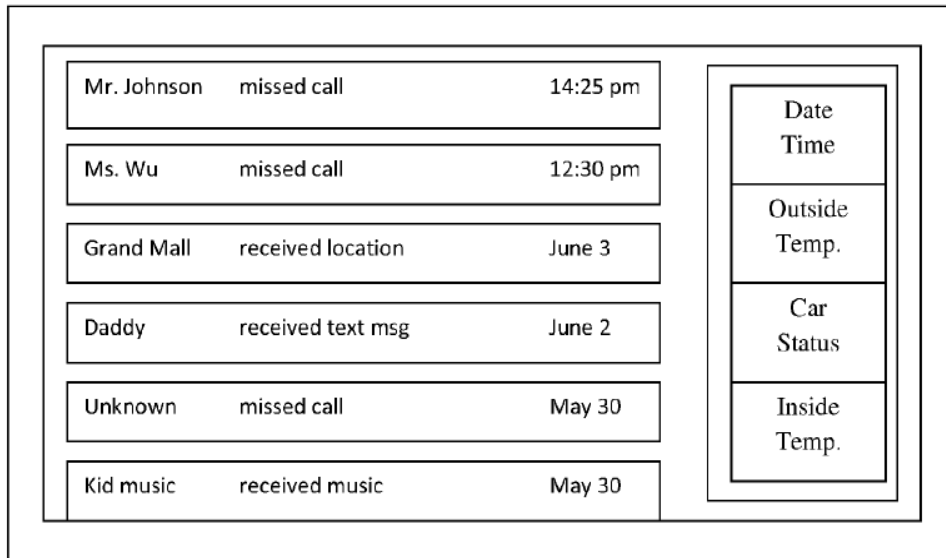 Mr. Johnson missed call 14:25 pm
Ms. Wu missed call 12:30 pm
Grand Mall received location June 3
Daddy received text msg June 2
Unknown missed call May 30
Kid music received music May 30
Date
Time
Outside
Temp.
Car
Status
Inside
Temp.